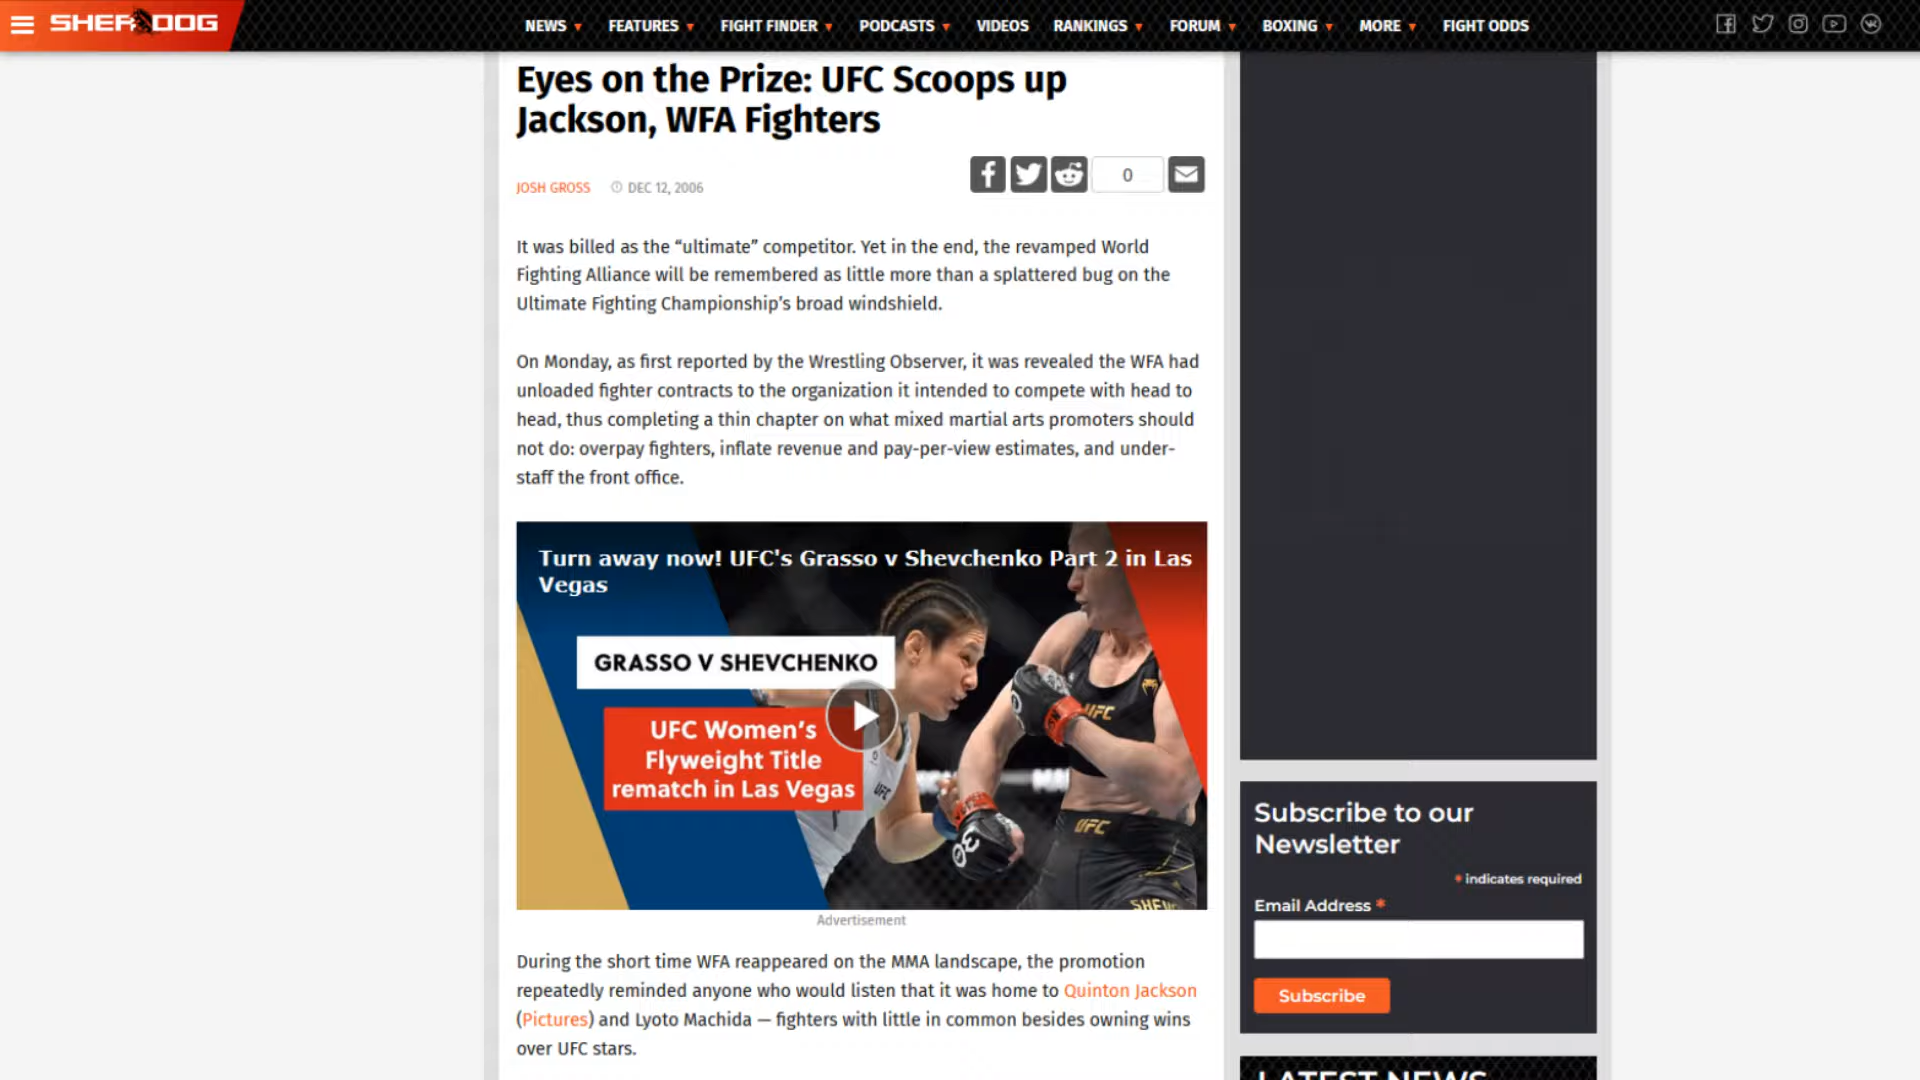 SHERDOG
NEWS FEATURES FIGHT FINDER PODCASTS VIDEOS RANKINGS FORUM BOXING MORE FIGHT ODDS
Eyes on the Prize: UFC Scoops up
Jackson, WFA Fighters
JOSH GROSS DEC 12, 2006
0
It was billed as the “ultimate” competitor. Yet in the end, the revamped World
Fighting Alliance will be remembered as little more than a splattered bug on the
Ultimate Fighting Championship’s broad windshield.
On Monday, as first reported by the Wrestling Observer, it was revealed the WFA had
unloaded fighter contracts to the organization it intended to compete with head to
head, thus completing a thin chapter on what mixed martial arts promoters should
not do: overpay fighters, inflate revenue and pay-per-view estimates, and under-
staff the front office.
Turn away now! UFC's Grasso v Shevchenko Part 2 in Las
Vegas
GRASSO V SHEVCHENKO
UFC Women’s
Flyweight Title
rematch in Las Vegas
UFC
UFC
UFC
Advertisement
During the short time WFA reappeared on the MMA landscape, the promotion
repeatedly reminded anyone who would listen that it was home to Quinton Jackson
(Pictures) and Lyoto Machida — fighters with little in common besides owning wins
over UFC stars.
Subscribe to our
Newsletter
* indicates required
Email Address *
Subscribe
LATEST NEWS